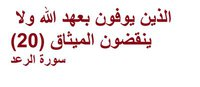 الذين يوفون بعهد الله ولا
ينقضون الميثاق (20)
سورة الرعد